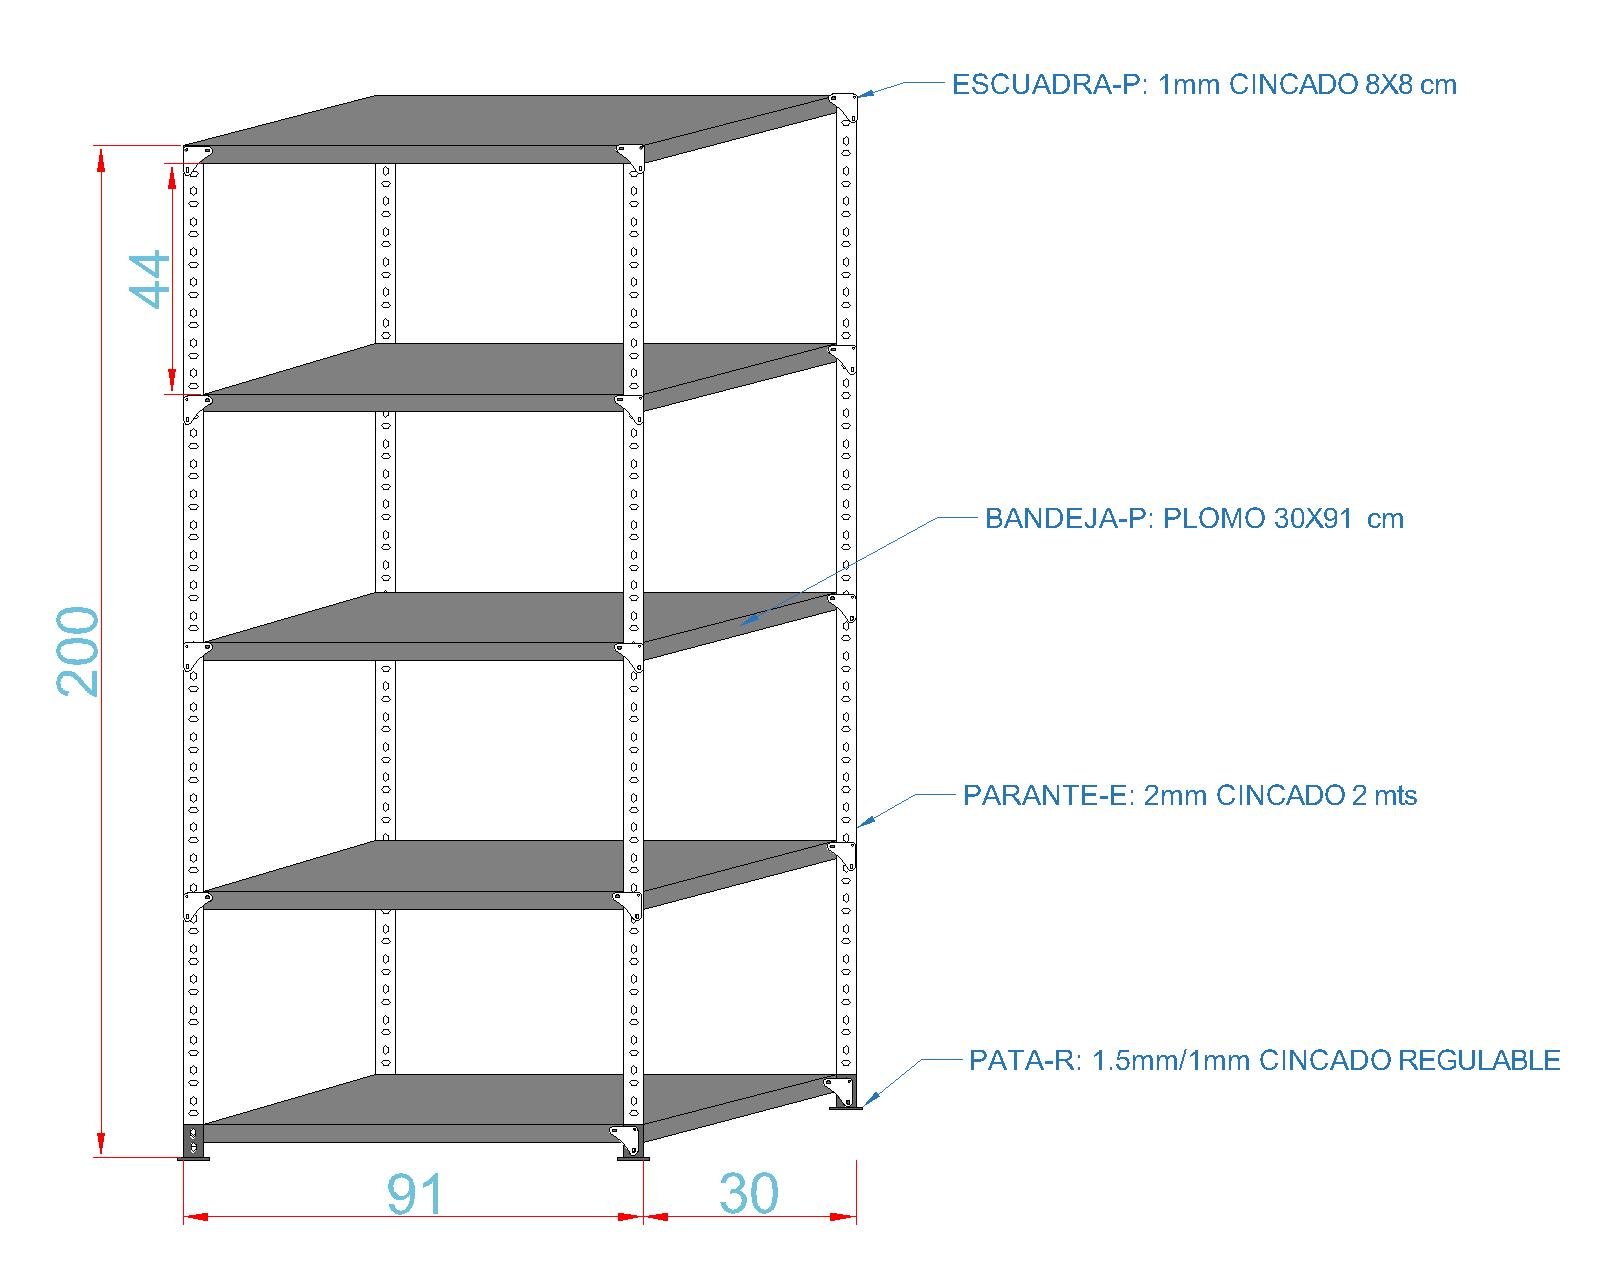 ESCUADRA-P: 1mm CINCADO 8X8 cm
44
BANDEJA-P: PLOMO 30X91 cm
200
PARANTE-E: 2mm CINCADO 2 mts
PATA-R: 1.5mm/1mm CINCADO REGULABLE
91
30